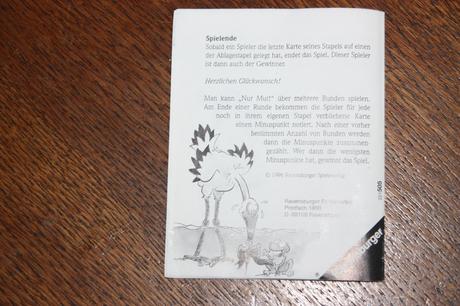 Spielende
Sobald ein Spieler die letzte Karte seines Stapels auf einen
der Ablagestapel gelegt hat, endet das Spiel. Dieser Spieler
ist dann auch der Gewinner.
Herzlichen Glückwunsch!
Man kann „Nur Mut!" über mehrere Runden spielen.
Am Ende einer Runde bekommen die Spieler für jede
noch in ihrem eigenen Stapel verbliebene Karte
einen Minuspunkt notiert. Nach einer vorher
bestimmten Anzahl von Runden werden
dann die Minuspunkte zusammen-
gezählt. Wer dann die wenigsten
Minuspunkte hat, gewinnt das Spiel.
Ravensburger
Postfach